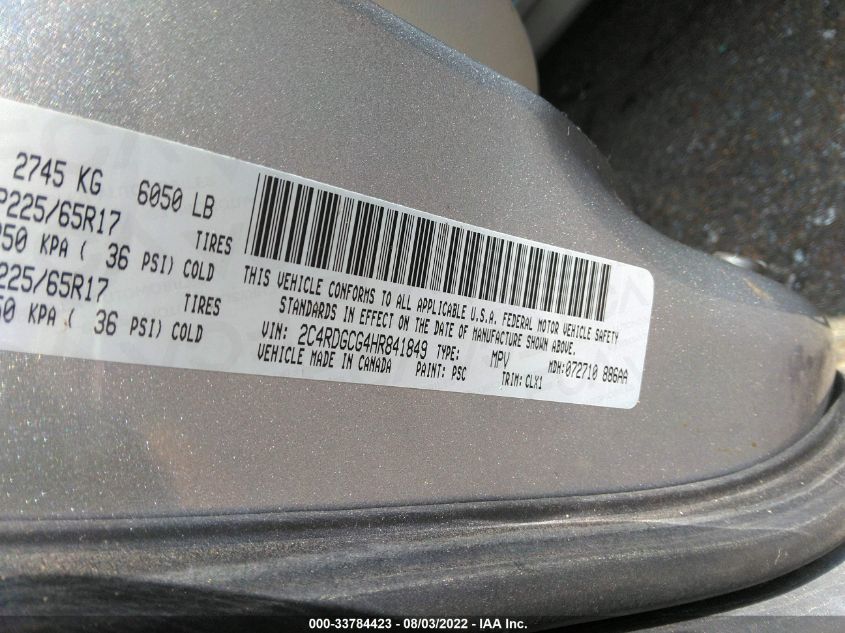 2745 KG 6050 LB
P225/65R17 TIRES
250 KPA ( 36 PSI) COLD
225/65R17 TIRES
50 KPA ( 36 PSI) COLD
THIS VEHICLE CONFORMS TO ALL APPLICABLE U.S.A. FEDERAL MOTOR VEHICLE SAFETY
STANDARDS IN EFFECT ON THE DATE OF MANUFACTURE SHOWN ABOVE.
VIN: 2C4RDGCG4HR841849 TYPE: MPV MDH:072710 886AA
VEHICLE MADE IN CANADA PAINT: PSC TRIM: CLX1
000-33784423 - 08/03/2022 - IAA Inc.